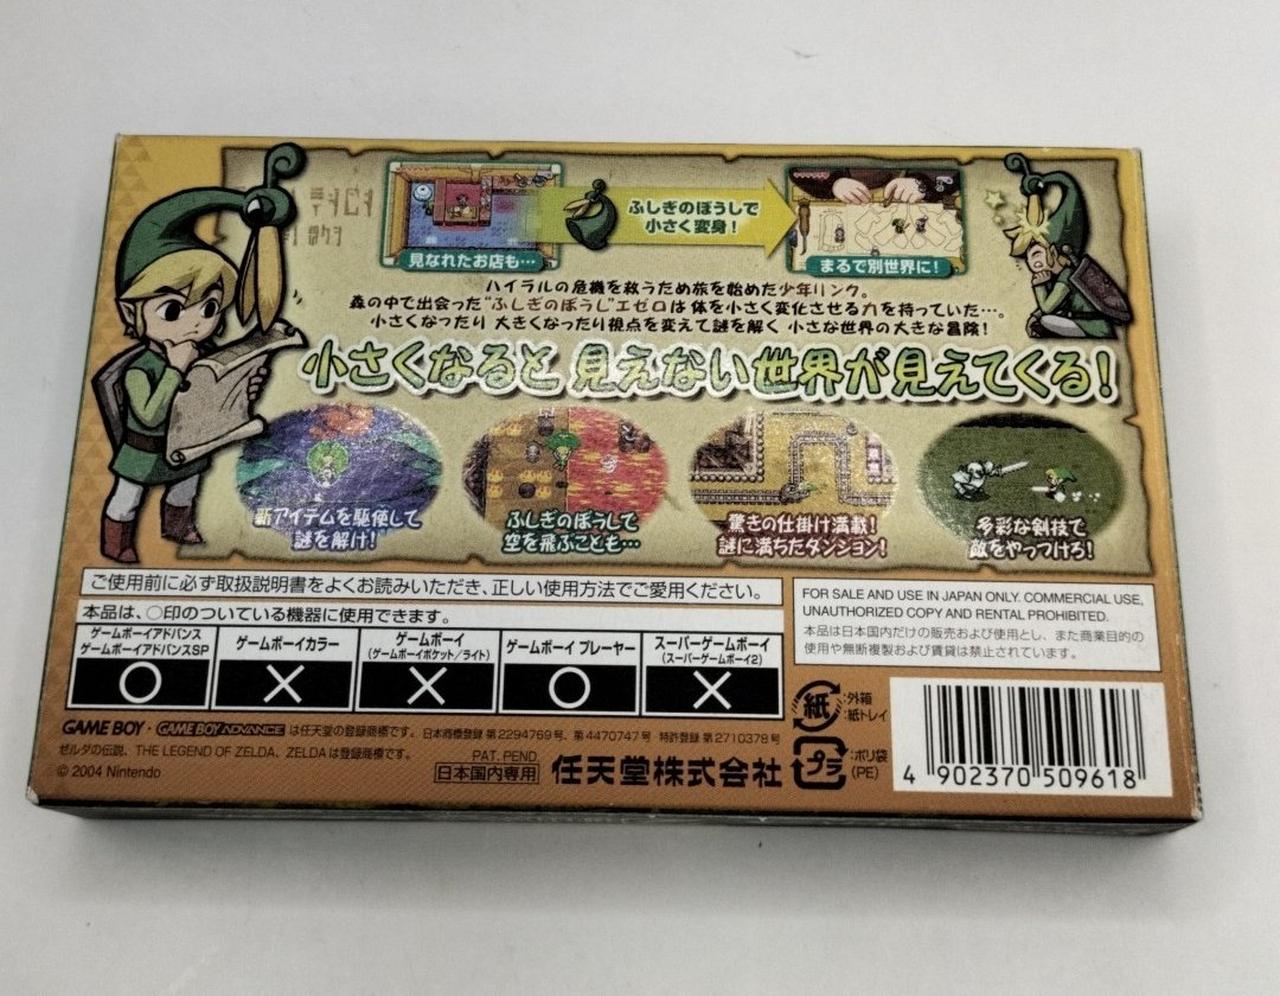 ふしぎのぼうしで
小さく変身！
見なれたお店も…
まるで別世界に！
ハイラルの危機を救うため旅を始めた少年リンク。
森の中で出会った"ふしぎのぼうし"エゼロは 体を小さく変化させる力を持っていた…。
小さくなったり 大きくなったり視点を変えて謎を解く 小さな世界の大きな冒険！
小さくなると 見えない世界が見えてくる！
新アイテムを駆使して
謎を解け！
ふしぎのぼうしで
空を飛ぶことも…
驚きの仕掛け満載！
謎に満ちたダンジョン！
多彩な剣技で
敵をやっつけろ！
ご使用前に必ず取扱説明書をよくお読みいただき、正しい使用方法でご愛用ください。
本品は、○印のついている機器に使用できます。
ゲームボーイアドバンス
ゲームボーイアドバンスSP
ゲームボーイカラー
ゲームボーイ
(ゲームボーイポケット／ライト)
ゲームボーイ プレーヤー
スーパーゲームボーイ
(スーパーゲームボーイ2)
○ × × ○ ×
FOR SALE AND USE IN JAPAN ONLY. COMMERCIAL USE,
UNAUTHORIZED COPY AND RENTAL PROHIBITED.
本品は日本国内だけの販売および使用とし、また商業目的の
使用や無断複製および賃貸は禁止されています。
GAME BOY・GAME BOY ADVANCE は任天堂の登録商標です。日本商標登録 第2294769号、第4470747号 特許登録 第2710378号
ゼルダの伝説、THE LEGEND OF ZELDA、ZELDAは登録商標です。
© 2004 Nintendo
PAT. PEND.
日本国内専用
任天堂株式会社
紙
:外箱
:紙トレイ
プラ
:ポリ袋
(PE)
4 902370 509618